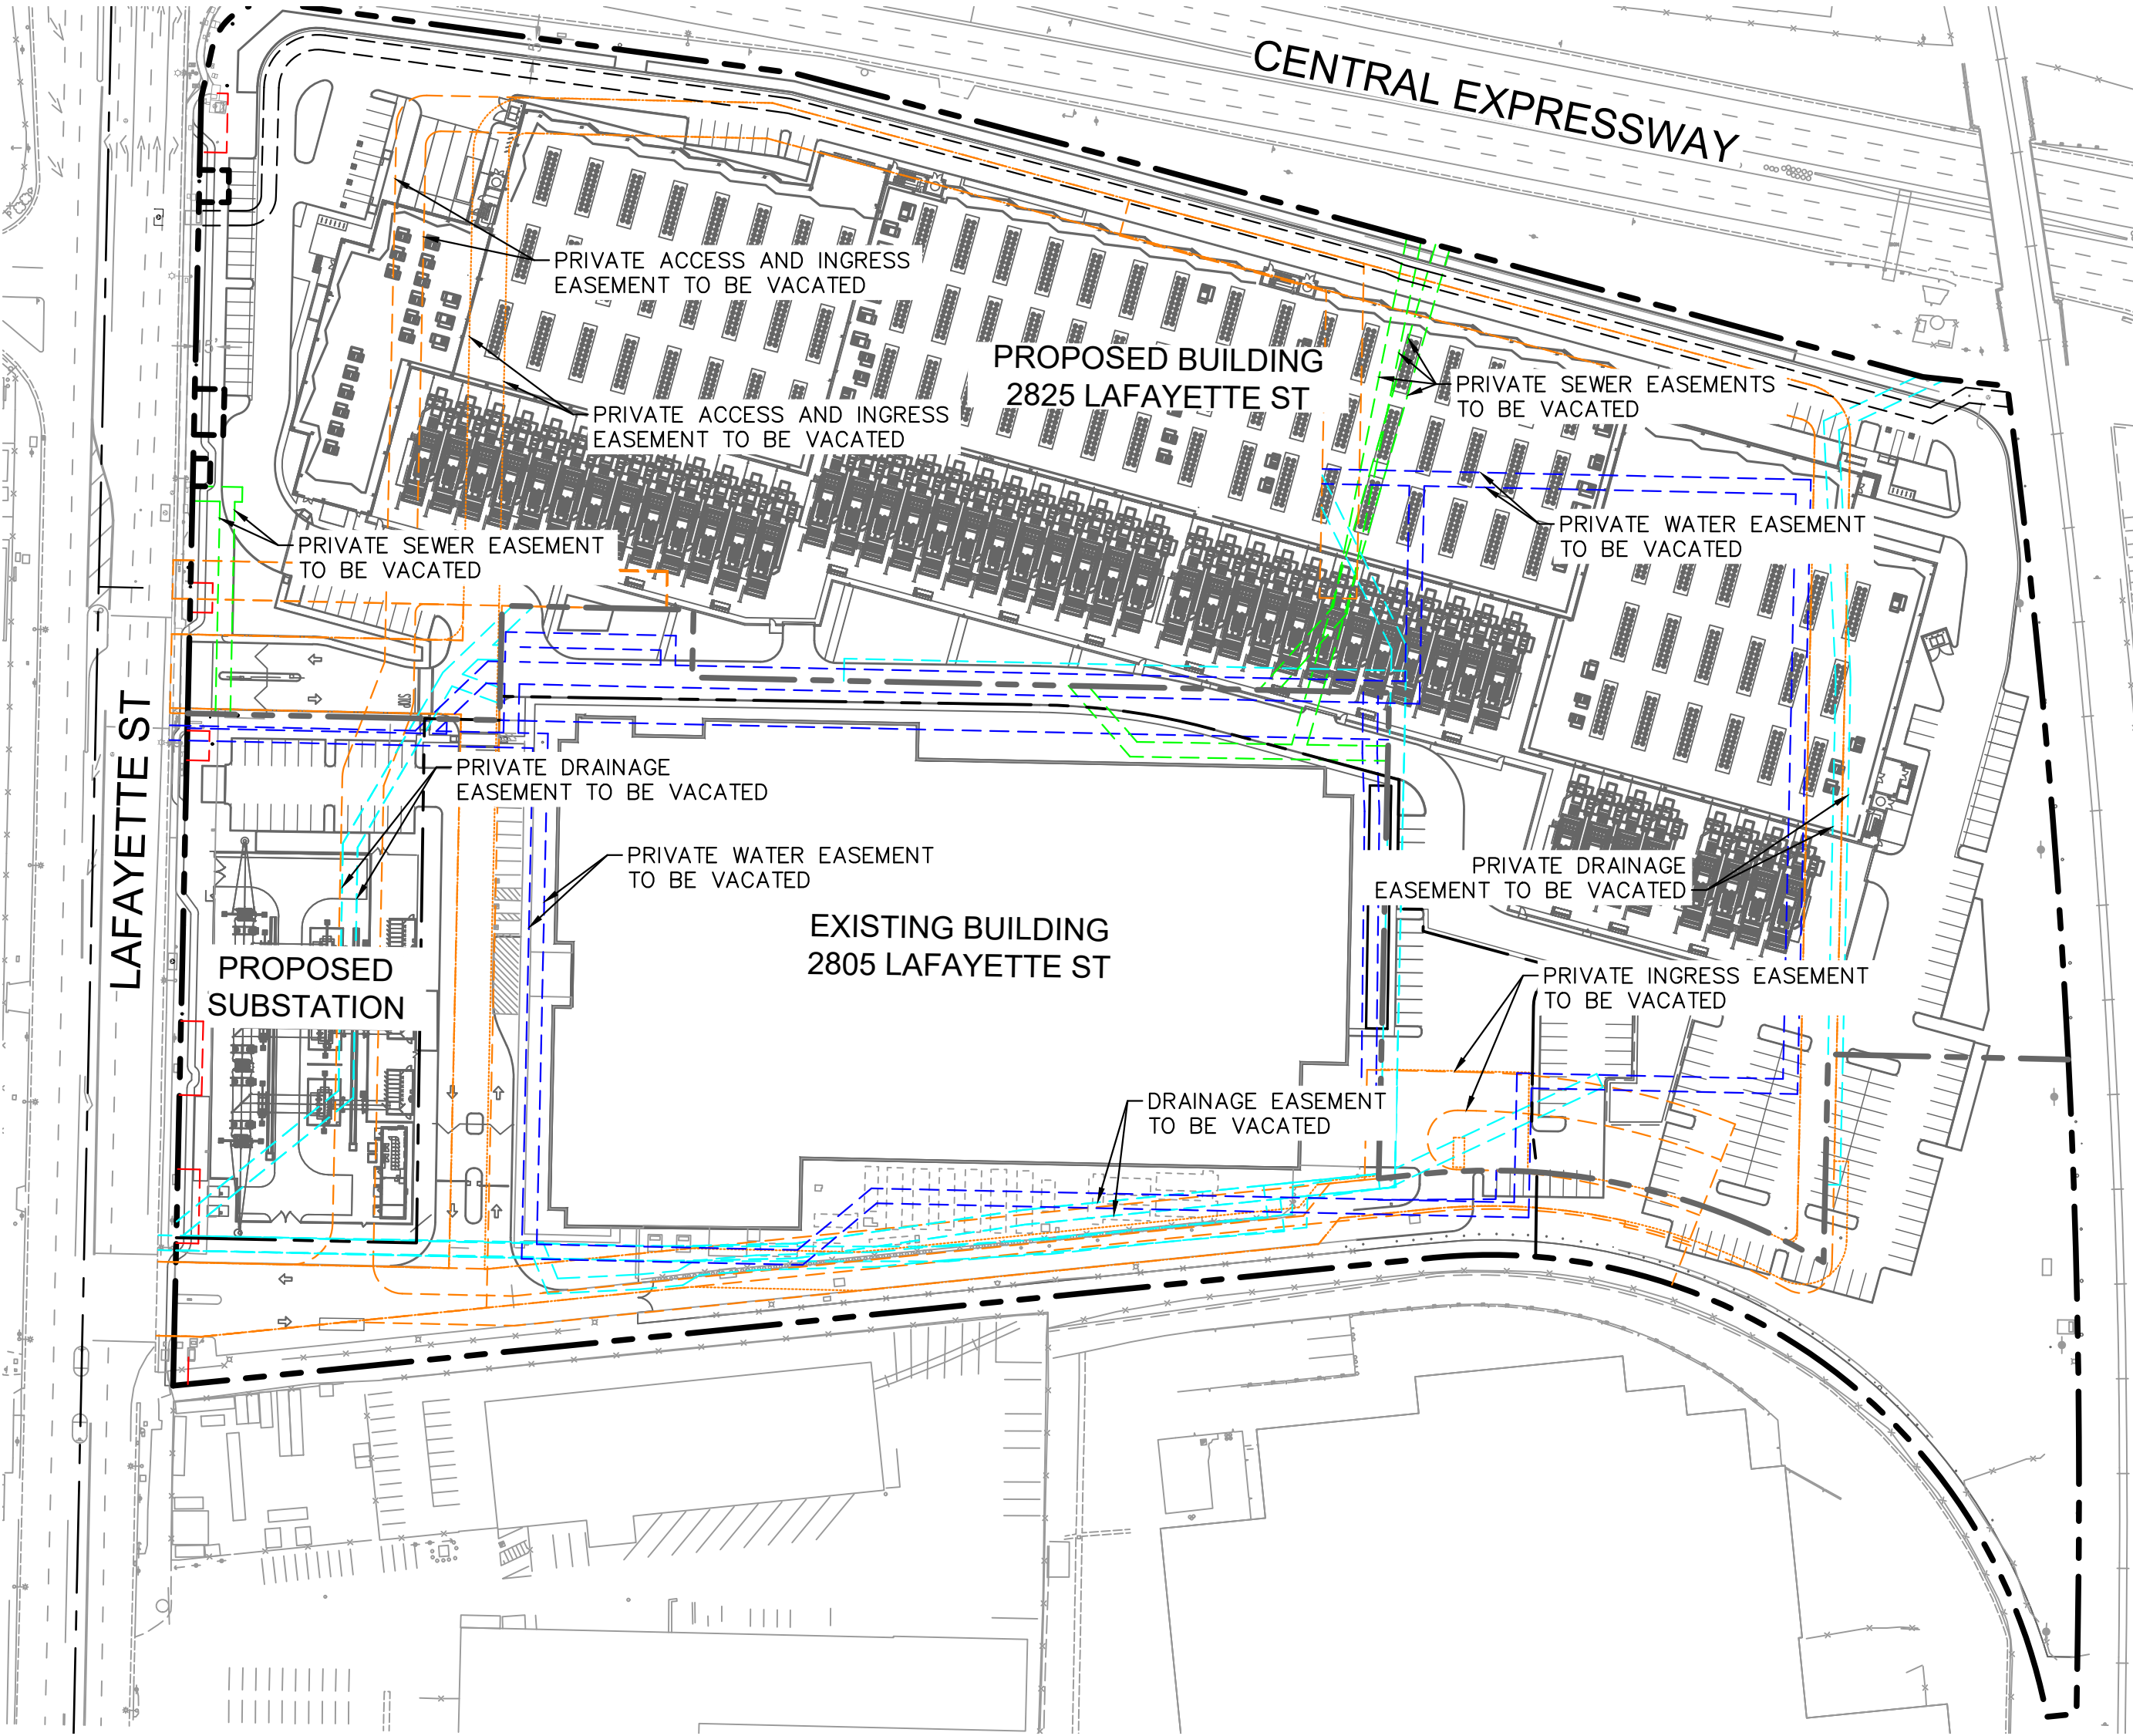 CENTRAL EXPRESSWAY
PRIVATE ACCESS AND INGRESS
EASEMENT TO BE VACATED
PROPOSED BUILDING
2825 LAFAYETTE ST
PRIVATE SEWER EASEMENTS
TO BE VACATED
PRIVATE ACCESS AND INGRESS
EASEMENT TO BE VACATED
PRIVATE WATER EASEMENT
TO BE VACATED
PRIVATE SEWER EASEMENT
TO BE VACATED
LAFAYETTE ST
PRIVATE DRAINAGE
EASEMENT TO BE VACATED
PRIVATE WATER EASEMENT
TO BE VACATED
PRIVATE DRAINAGE
EASEMENT TO BE VACATED
EXISTING BUILDING
2805 LAFAYETTE ST
PROPOSED
SUBSTATION
PRIVATE INGRESS EASEMENT
TO BE VACATED
DRAINAGE EASEMENT
TO BE VACATED